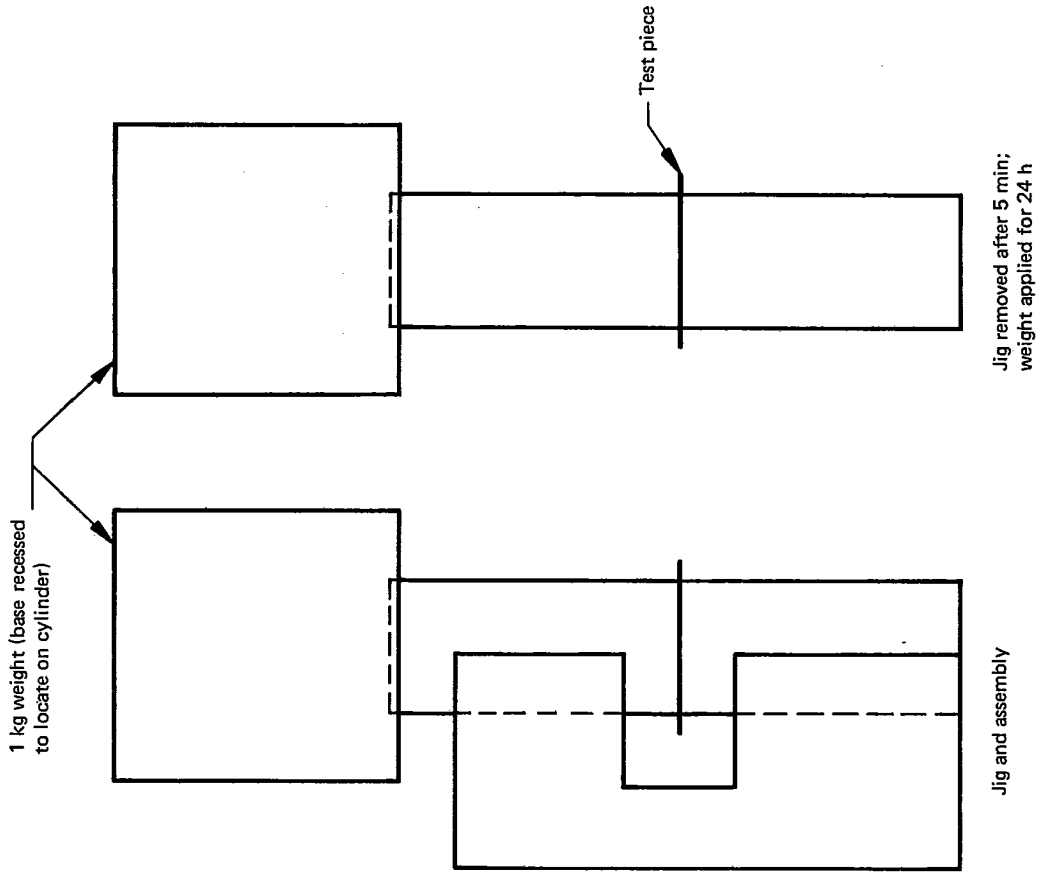 1 kg weight (base recessed
to locate on cylinder)
Test piece
Jig and assembly
Jig removed after 5 min;
weight applied for 24 h